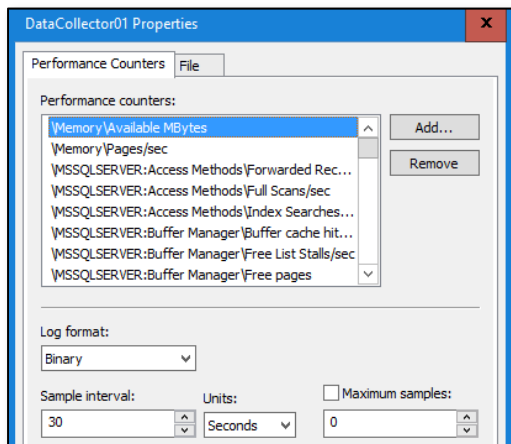 DataCollector01 Properties
x
Performance Counters File
Performance counters:
\Memory\Available MBytes
\Memory\Pages/sec
\MSSQLSERVER:Access Methods\Forwarded Rec...
\MSSQLSERVER:Access Methods\Full Scans/sec
\MSSQLSERVER:Access Methods\Index Searches...
\MSSQLSERVER:Buffer Manager\Buffer cache hit...
\MSSQLSERVER:Buffer Manager\Free List Stalls/sec
\MSSQLSERVER:Buffer Manager\Free pages
Add...
Remove
Log format:
Binary
Sample interval: Units: Maximum samples:
30 Seconds 0